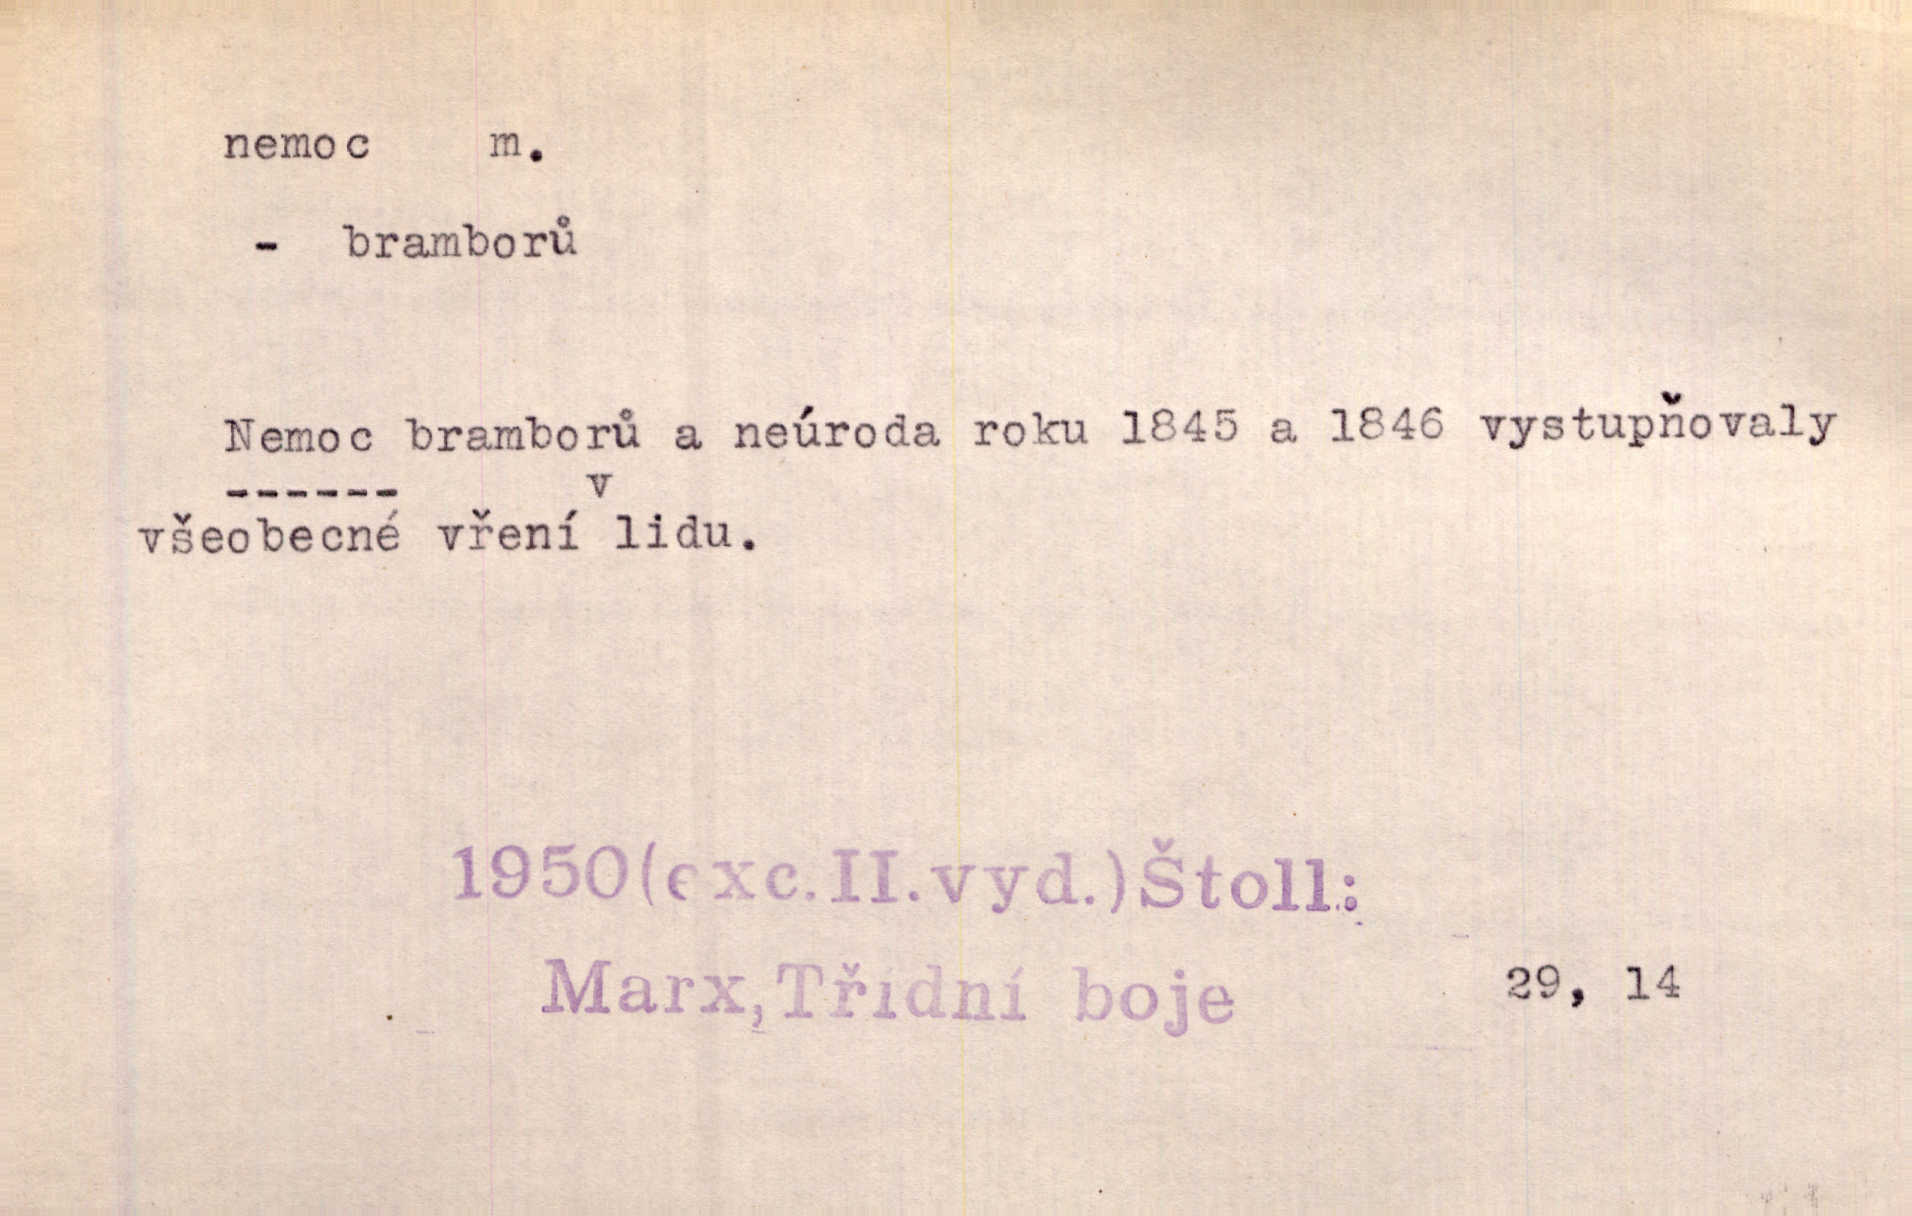 nemoc m.
- bramborů
Nemoc bramborů a neúroda roku 1845 a 1846 vystupňovaly
------ v
všeobecné vření lidu.
1950(exc.II.vyd.)Štoll:
Marx,Třídní boje 29, 14